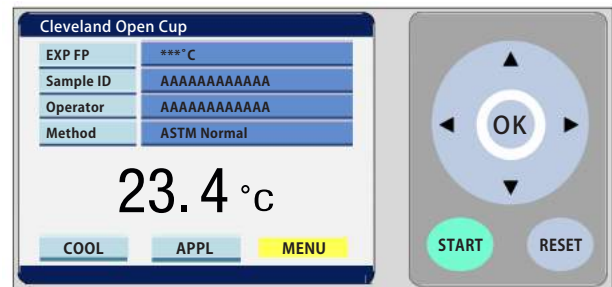 Cleveland Open Cup
EXP FP ***°C
Sample ID AAAAAAAAAAAA
Operator AAAAAAAAAAAA
Method ASTM Normal
23.4 °C
COOL APPL MENU
OK
START RESET